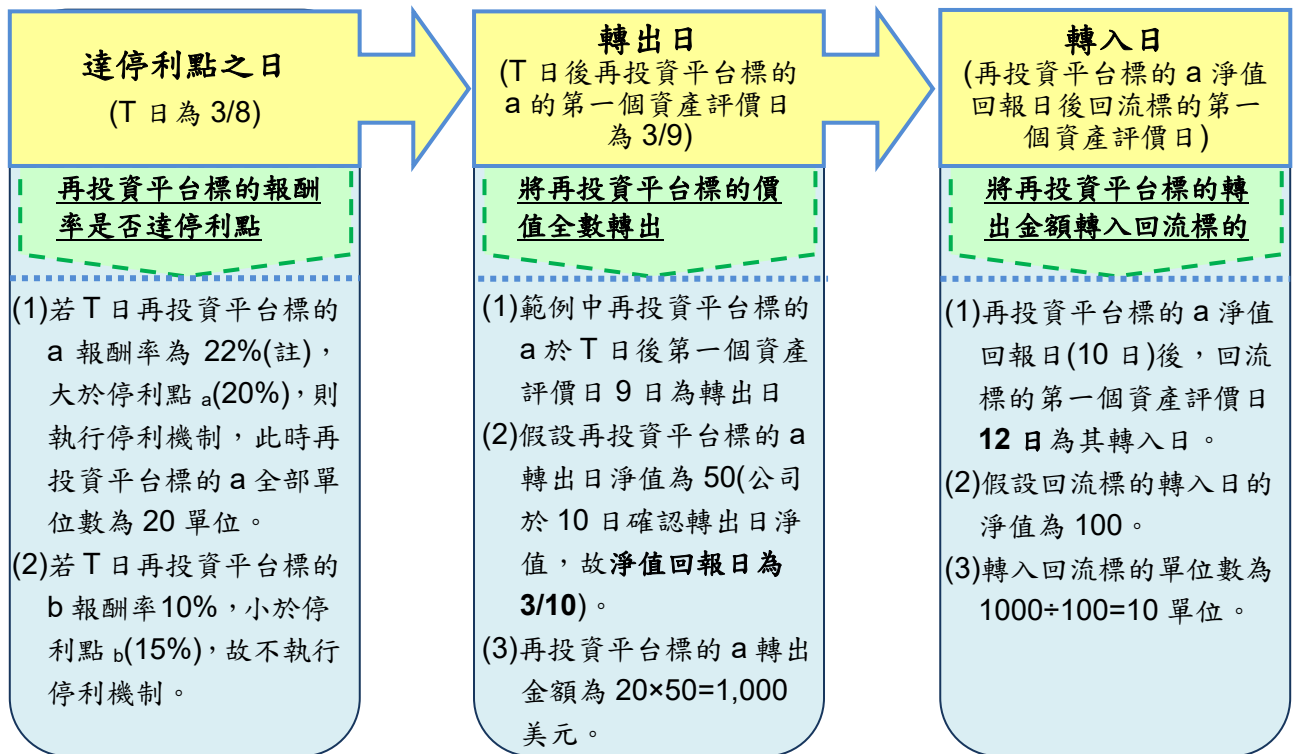 達停利點之日
(T 日為 3/8)
再投資平台標的報酬
率是否達停利點
(1)若 T 日再投資平台標的
a 報酬率為 22%(註)，
大於停利點 a(20%)，則
執行停利機制，此時再
投資平台標的 a 全部單
位數為 20 單位。
(2)若 T 日再投資平台標的
b 報酬率10%，小於停
利點 b(15%)，故不執行
停利機制。
轉出日
(T 日後再投資平台標的
a 的第一個資產評價日
為 3/9)
將再投資平台標的價
值全數轉出
(1)範例中再投資平台標的
a 於 T 日後第一個資產
評價日 9 日為轉出日
(2)假設再投資平台標的 a
轉出日淨值為 50(公司
於 10 日確認轉出日淨
值，故淨值回報日為
3/10)。
(3)再投資平台標的 a 轉出
金額為 20×50=1,000
美元。
轉入日
(再投資平台標的 a 淨值
回報日後回流標的第一
個資產評價日)
將再投資平台標的轉
出金額轉入回流標的
(1)再投資平台標的 a 淨值
回報日(10 日)後，回流
標的第一個資產評價日
12 日為其轉入日。
(2)假設回流標的轉入日的
淨值為 100。
(3)轉入回流標的單位數為
1000÷100=10 單位。